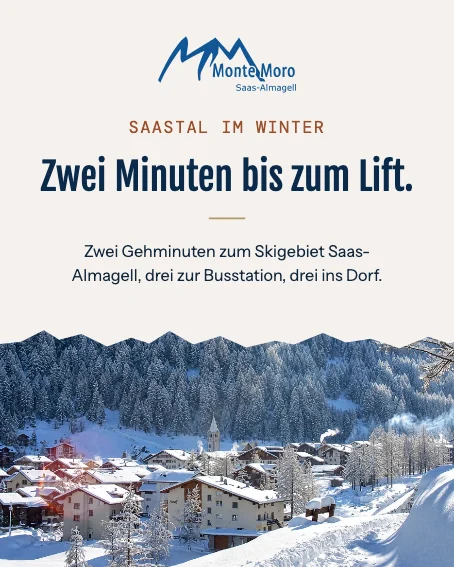 Monte Moro
Saas-Almagell
SAASTAL IM WINTER
Zwei Minuten bis zum Lift.
Zwei Gehminuten zum Skigebiet Saas-
Almagell, drei zur Busstation, drei ins Dorf.